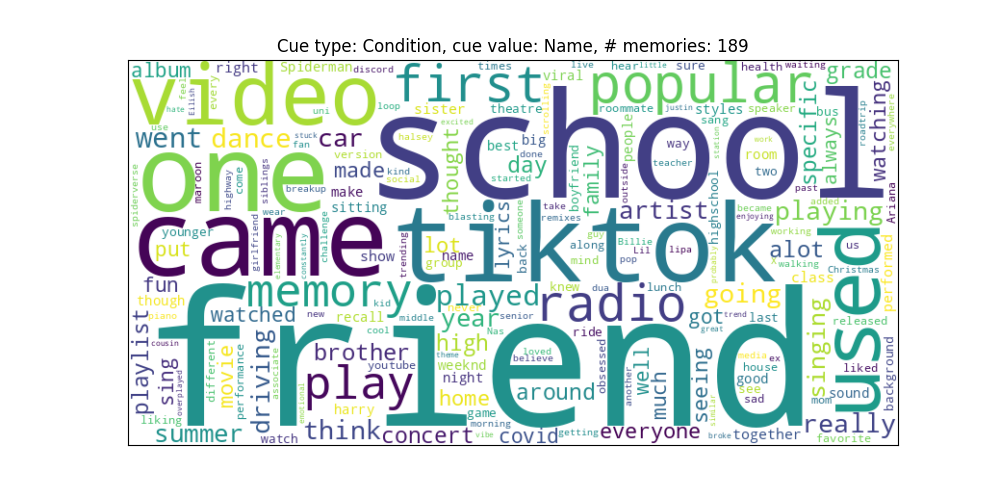 Cue type: Condition, cue value: Name, # memories: 189
album right Spiderman discord times live hear little sure health waiting
video first viral popular grade
feel every hate Eilish uni loop sister theatre scrolling roommate justin styles speaker specific bus roadtrip everywhere
use stuck fan halsey excited sang station
went dance car school people way work always watching
one version best big done boyfriend family teacher room
thought day outside two past
spiderverse maroon highway come siblings breakup made kind social started guy added Ariana
girlfriend wear make sitting blasting lyrics someone take artist highschool became enjoying playing
younger elementary constantly challenge came trending tiktok back remixes along Billie Lil lipa working alot us
put show lot name group mind pop probably x walking Christmas performed
fun though memory knew dua lunch class
kid played radio going
watched new recall never year senior got trend last released
playlist piano cool middle Nas ride great used
cousin different performance driving brother high theme loved believe obsessed seeing media ex singing liked background
sing movie associate youtube weeknd friend well house good see
overplayed play night home around another much similar sad mom sound
liking emotional harry game
summer watch think concert vibe morning covid getting everyone broke together favorite really